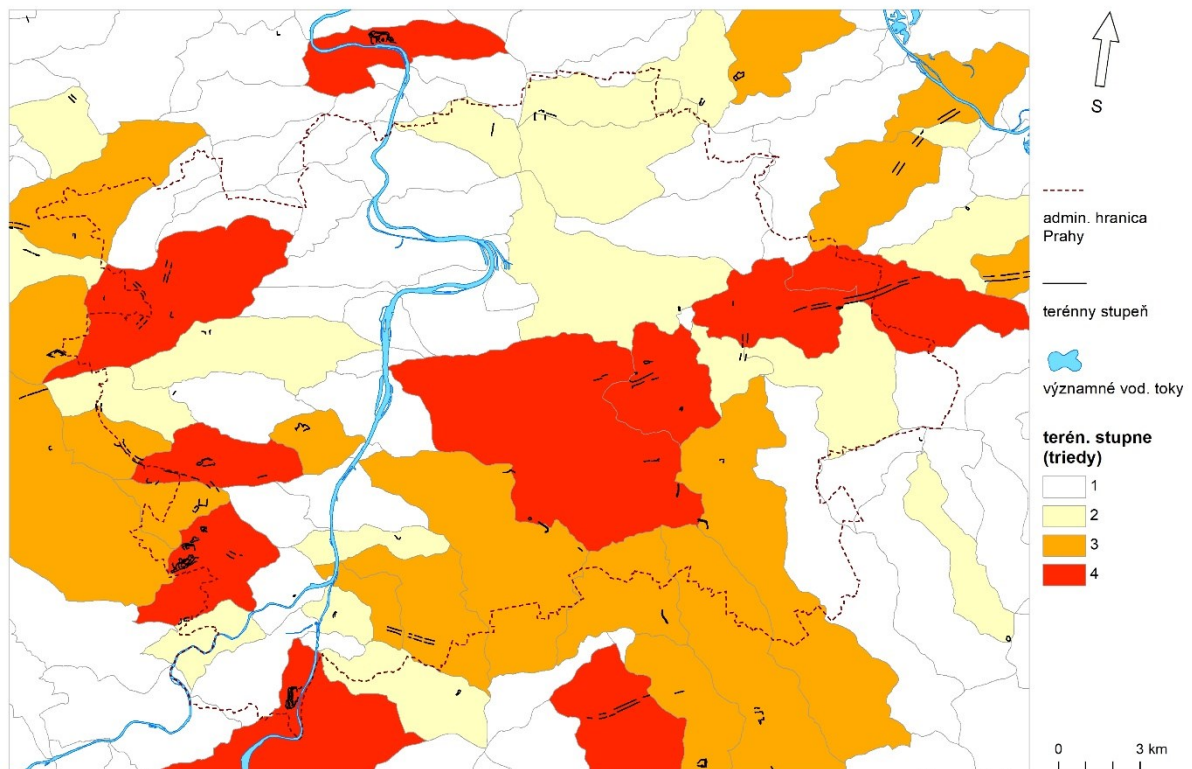 S
admin. hranica
Prahy
terénny stupeň
významné vod. toky
terén. stupne
(triedy)
1
2
3
4
0 3 km